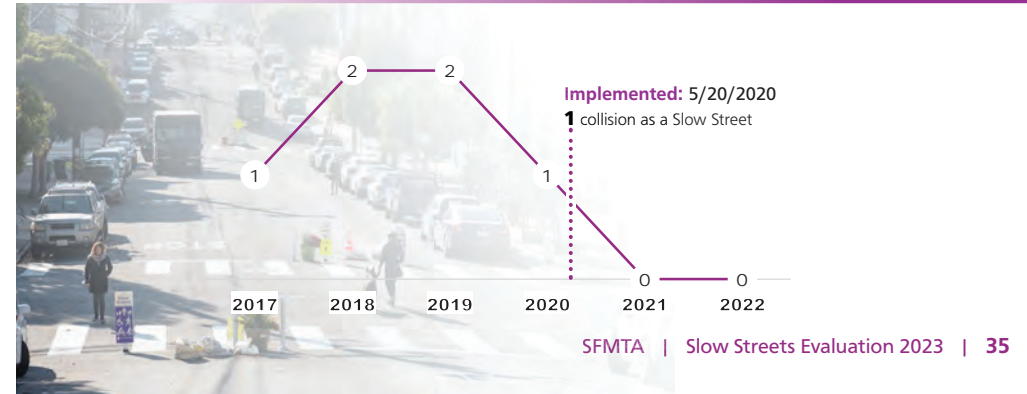 2 2
Implemented: 5/20/2020
1 collision as a Slow Street
1 1
0 0
2017 2018 2019 2020 2021 2022
SFMTA | Slow Streets Evaluation 2023 | 35